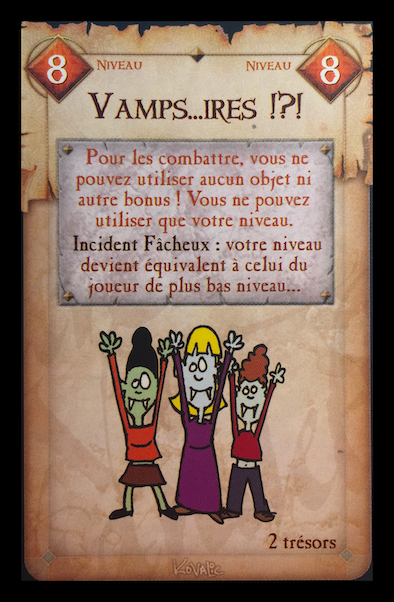 8 Niveau Niveau 8
Vamps...ires !?!
Pour les combattre, vous ne
pouvez utiliser aucun objet ni
autre bonus ! Vous ne pouvez
utiliser que votre niveau.
Incident Fâcheux : votre niveau
devient équivalent à celui du
joueur de plus bas niveau...
2 trésors
Kovalic